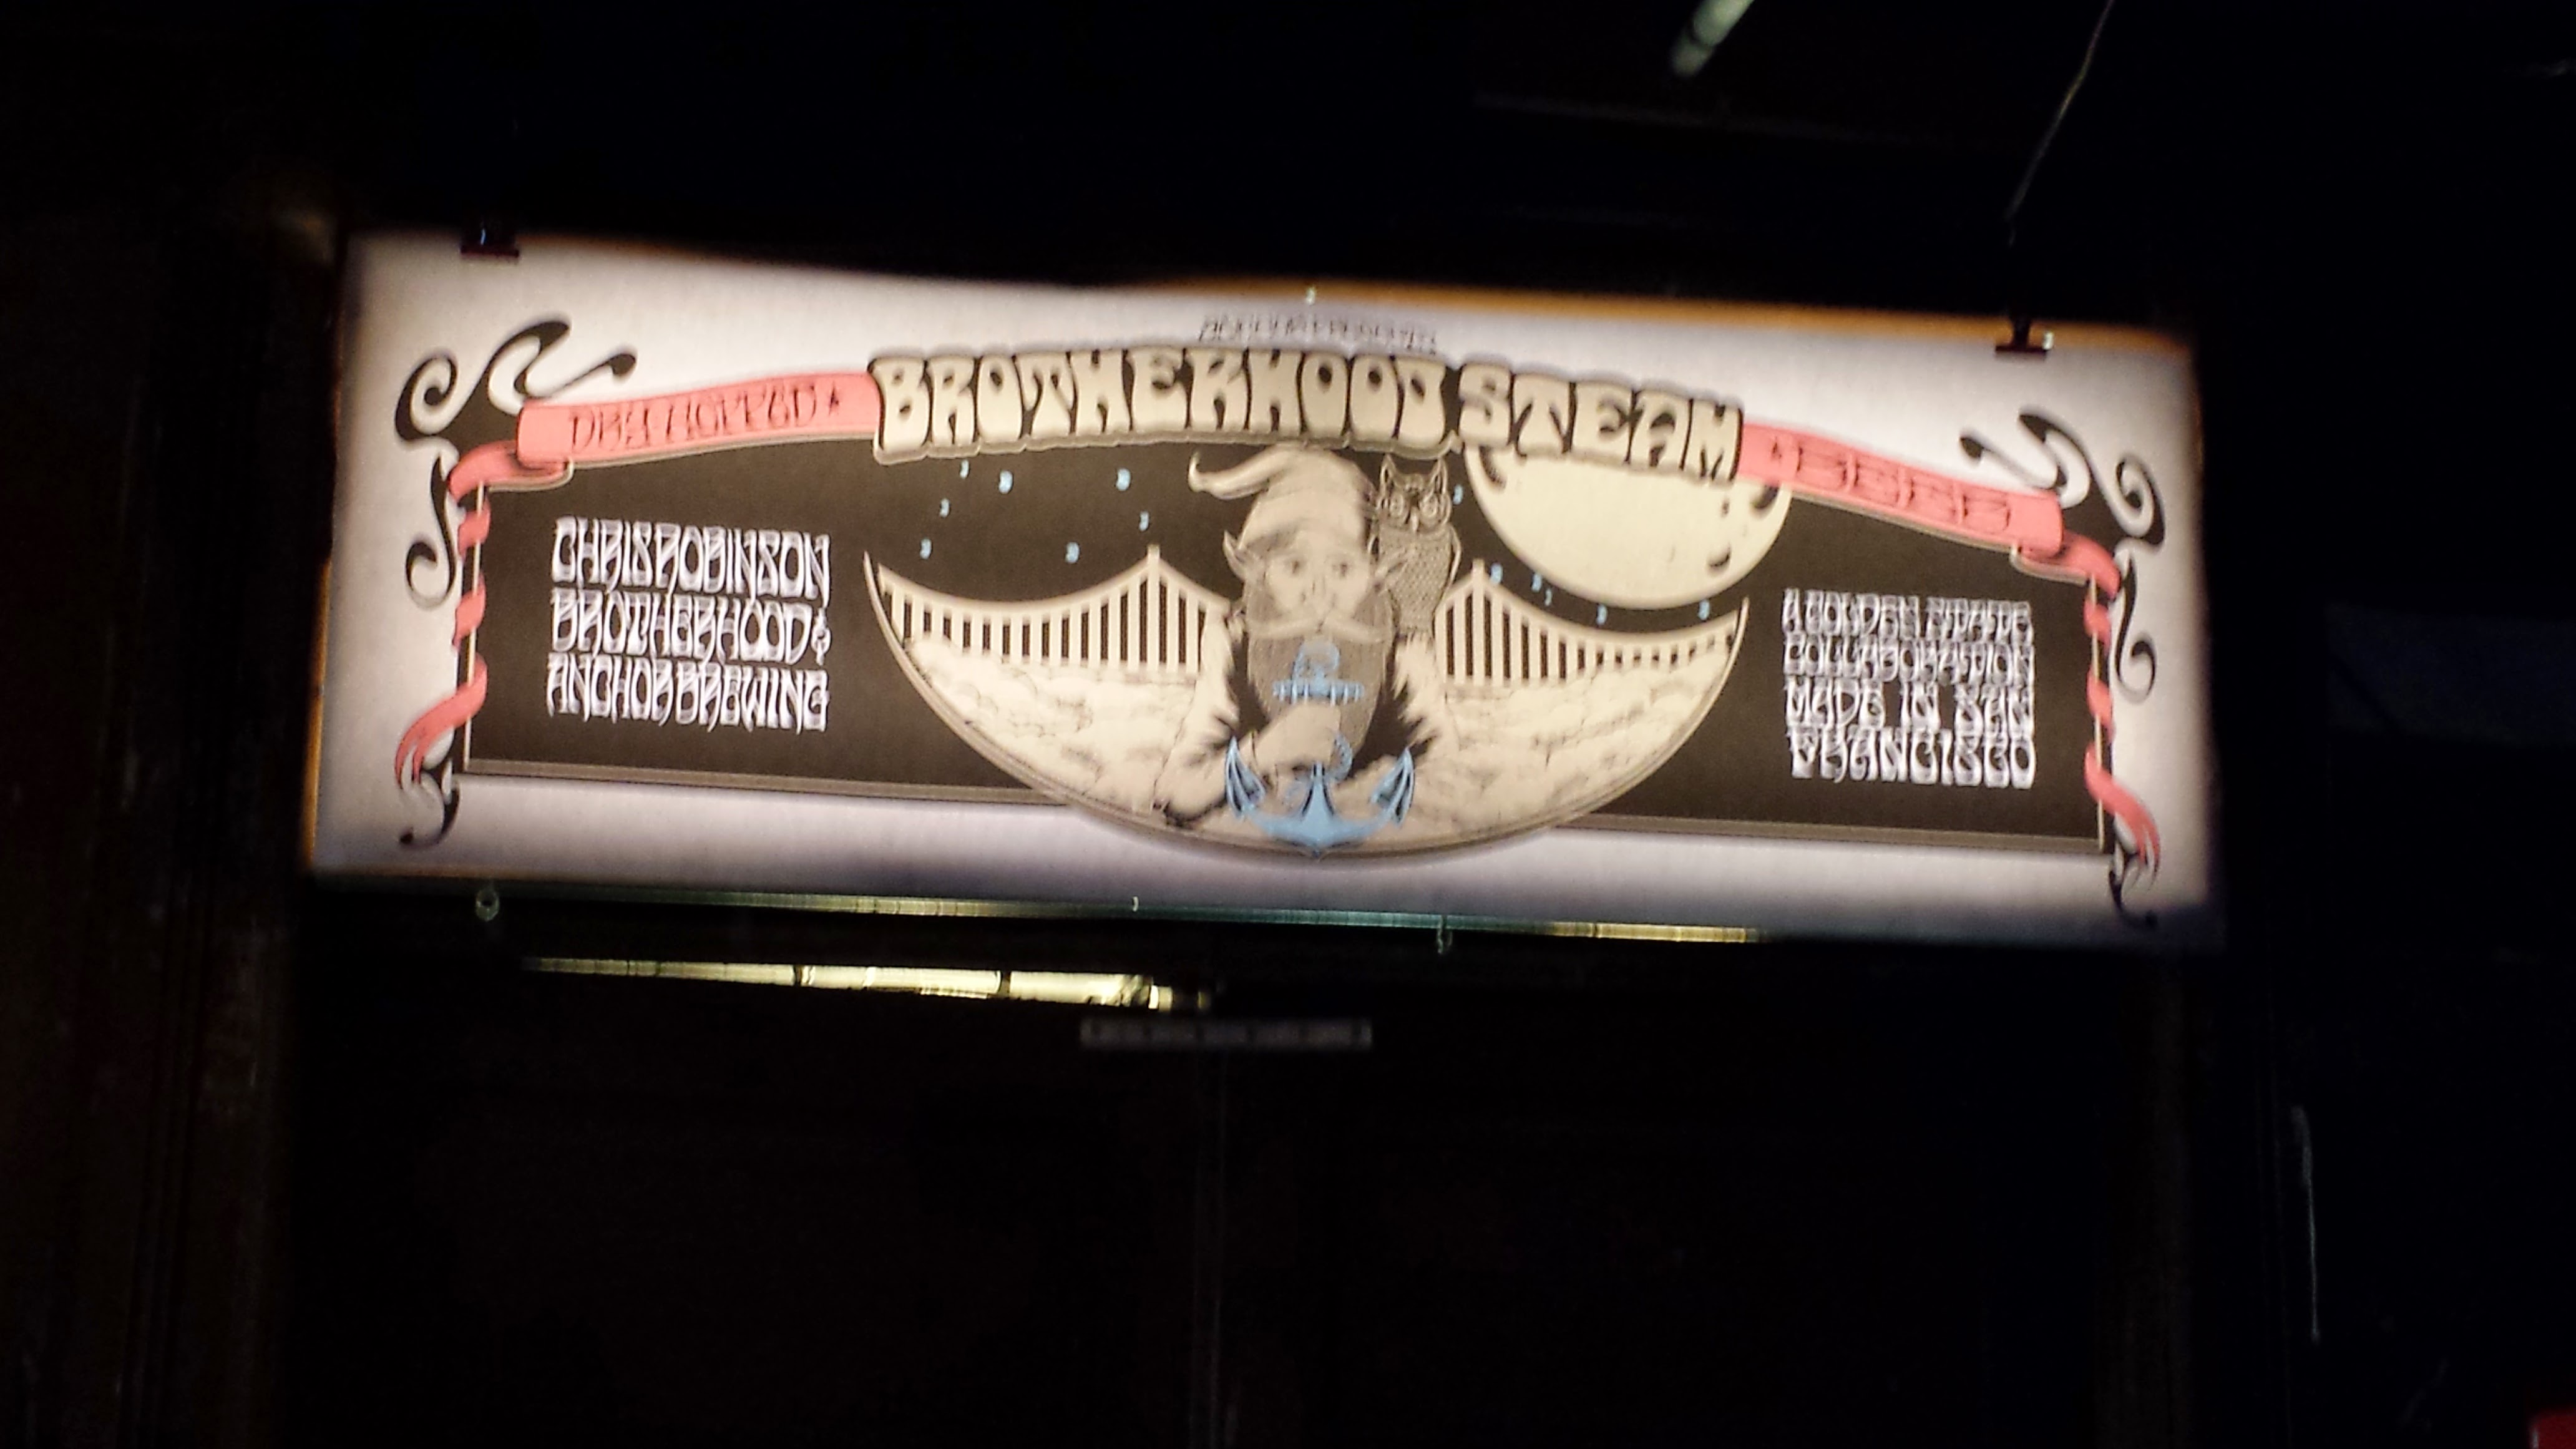 DRY HOPPED
BROTHERHOOD STEAM
BEER
CHRIS ROBINSON
BROTHERHOOD &
ANCHOR BREWING
A GOLDEN STATE
COLLABORATION
MADE IN SAN
FRANCISCO